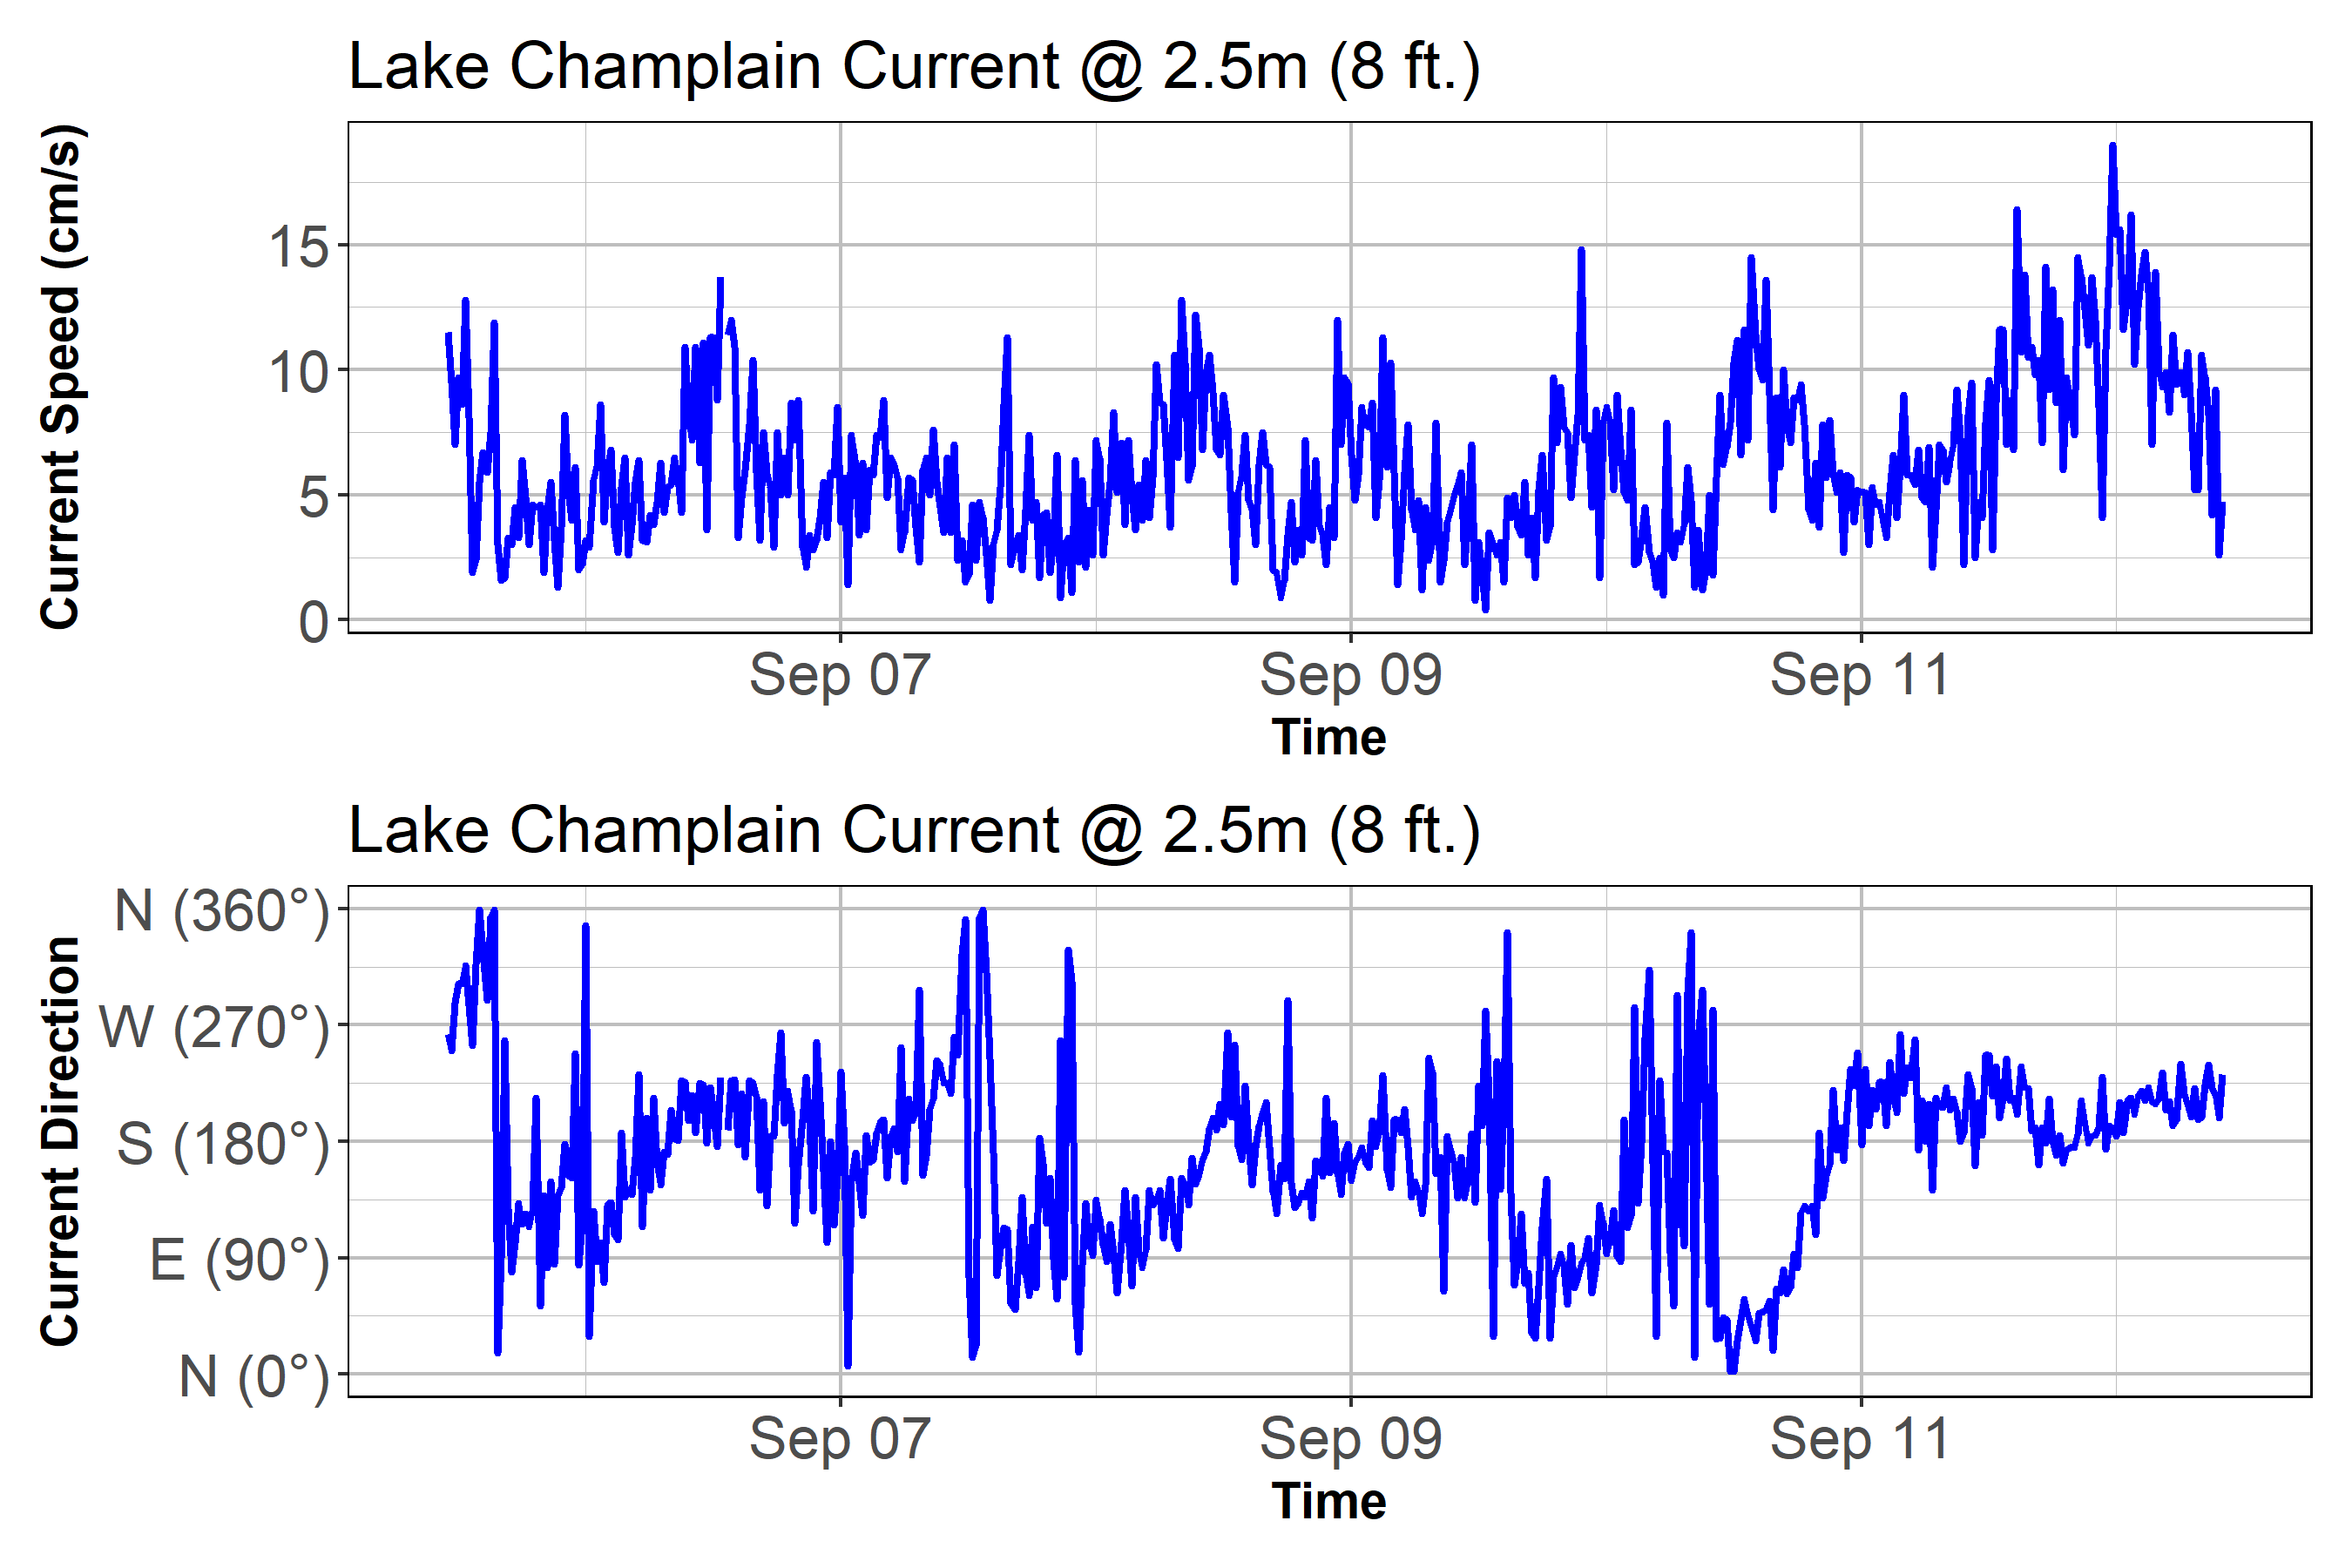 Lake Champlain Current @ 2.5m (8 ft.)
Current Speed (cm/s)
15
10
5
0
Sep 07 Sep 09 Sep 11
Time
Lake Champlain Current @ 2.5m (8 ft.)
Current Direction
N (360°)
W (270°)
S (180°)
E (90°)
N (0°)
Sep 07 Sep 09 Sep 11
Time